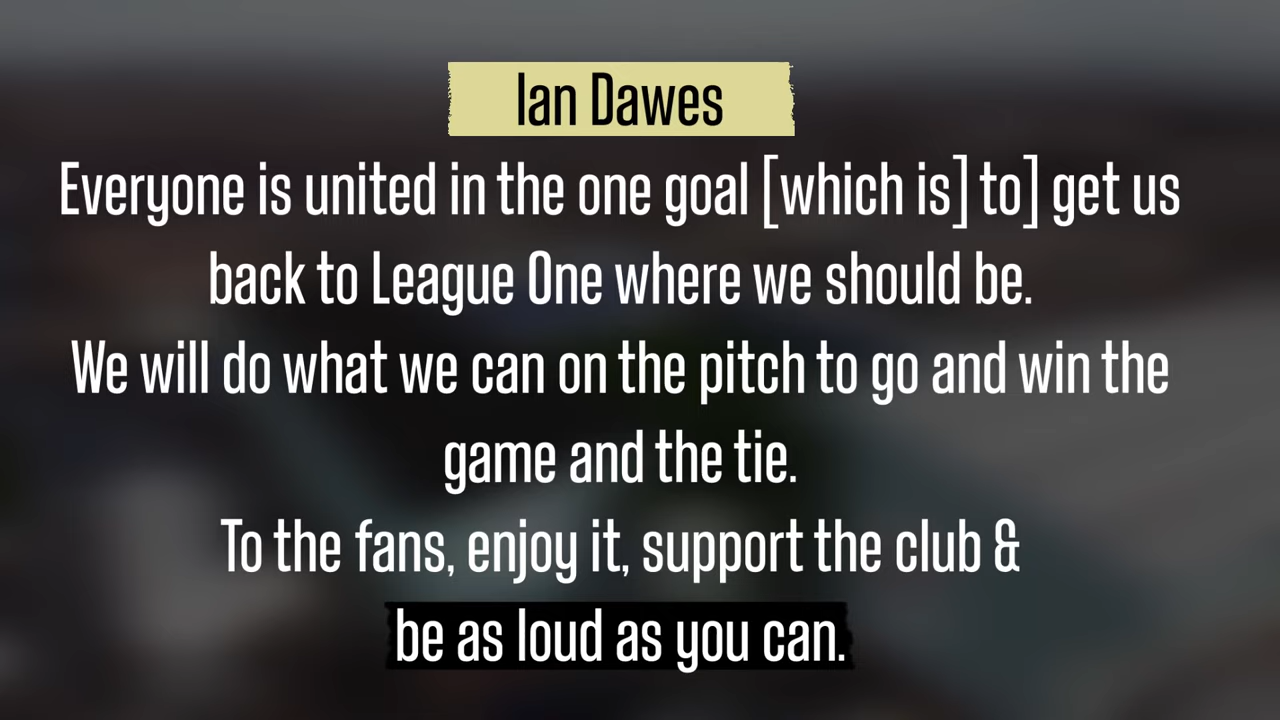 Ian Dawes
Everyone is united in the one goal [which is] to] get us
back to League One where we should be.
We will do what we can on the pitch to go and win the
game and the tie.
To the fans, enjoy it, support the club &
be as loud as you can.